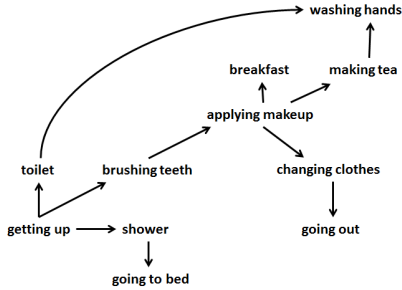 washing hands
breakfast
making tea
applying makeup
toilet
brushing teeth
changing clothes
getting up
shower
going out
going to bed